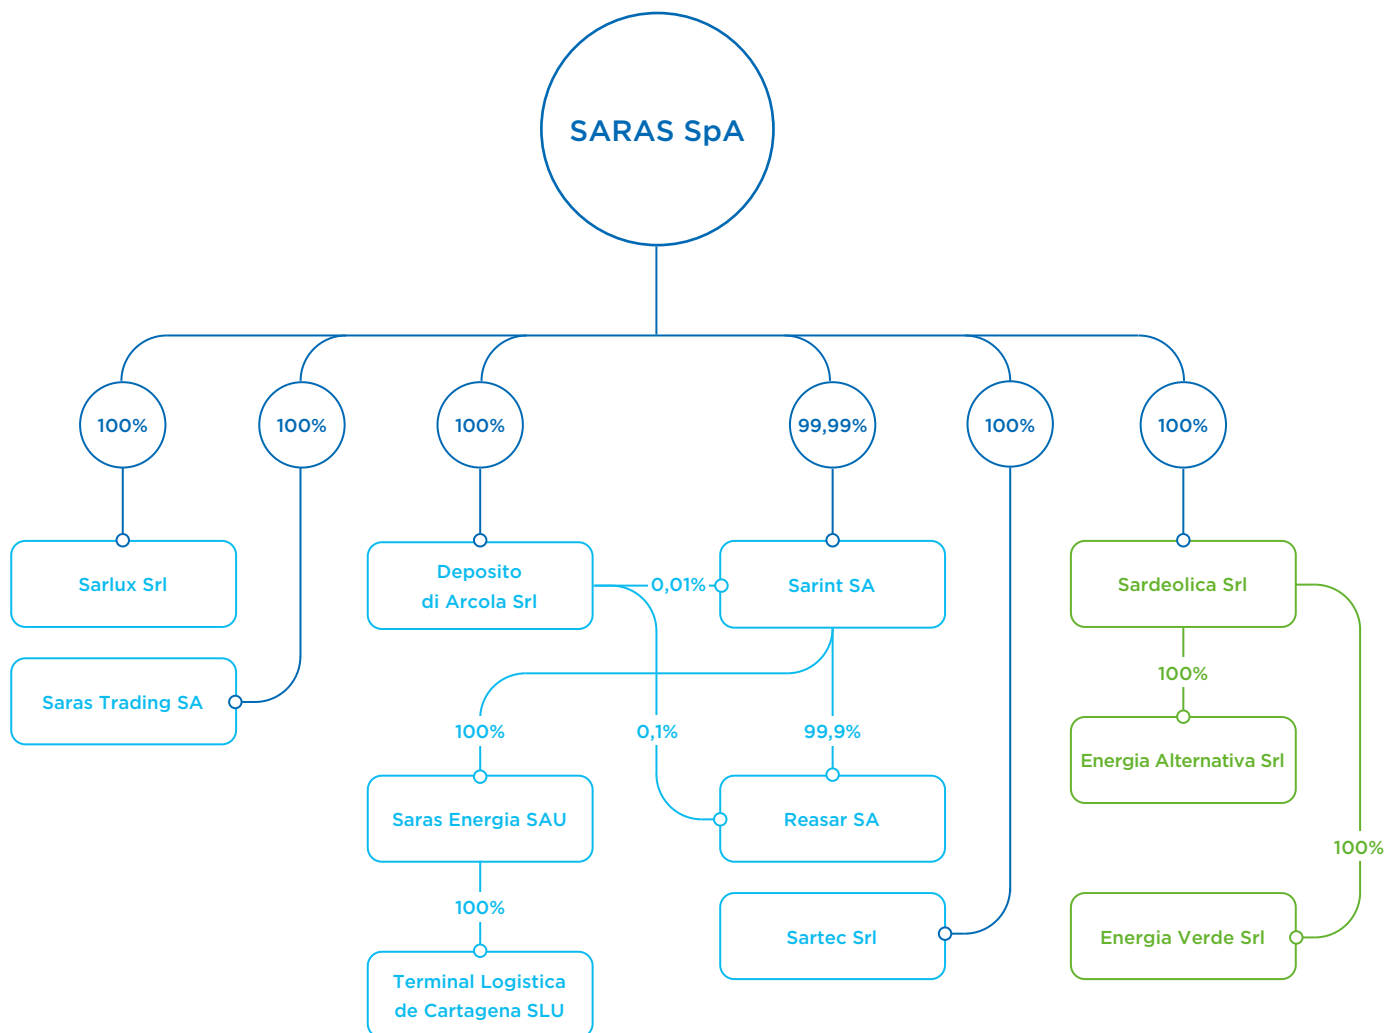 SARAS SpA
100%
100%
100%
99,99%
100%
100%
Sarlux Srl
Deposito
di Arcola Srl
0,01%
Sarint SA
Sardeolica Srl
Saras Trading SA
100%
100%
0,1%
99,9%
Energia Alternativa Srl
Saras Energia SAU
Reasar SA
100%
100%
Sartec Srl
Energia Verde Srl
Terminal Logistica
de Cartagena SLU